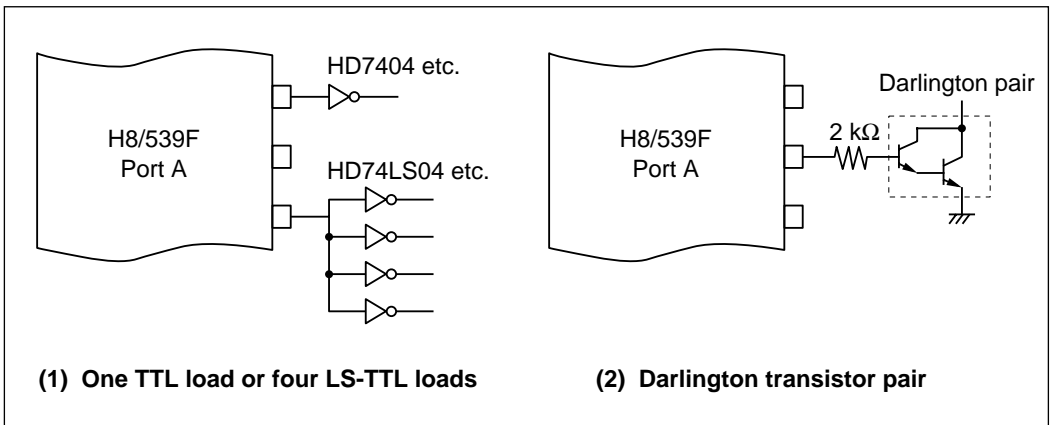 HD7404 etc.
H8/539F
Port A
HD74LS04 etc.
(1) One TTL load or four LS-TTL loads
Darlington pair
2 kΩ
H8/539F
Port A
(2) Darlington transistor pair